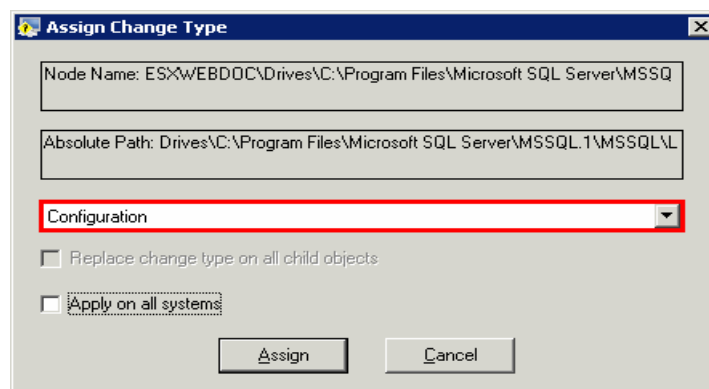 Assign Change Type
Node Name: ESXWEBDOC\Drives\C:\Program Files\Microsoft SQL Server\MSSQ
Absolute Path: Drives\C:\Program Files\Microsoft SQL Server\MSSQL.1\MSSQL\L
Configuration
Replace change type on all child objects
Apply on all systems
Assign
Cancel